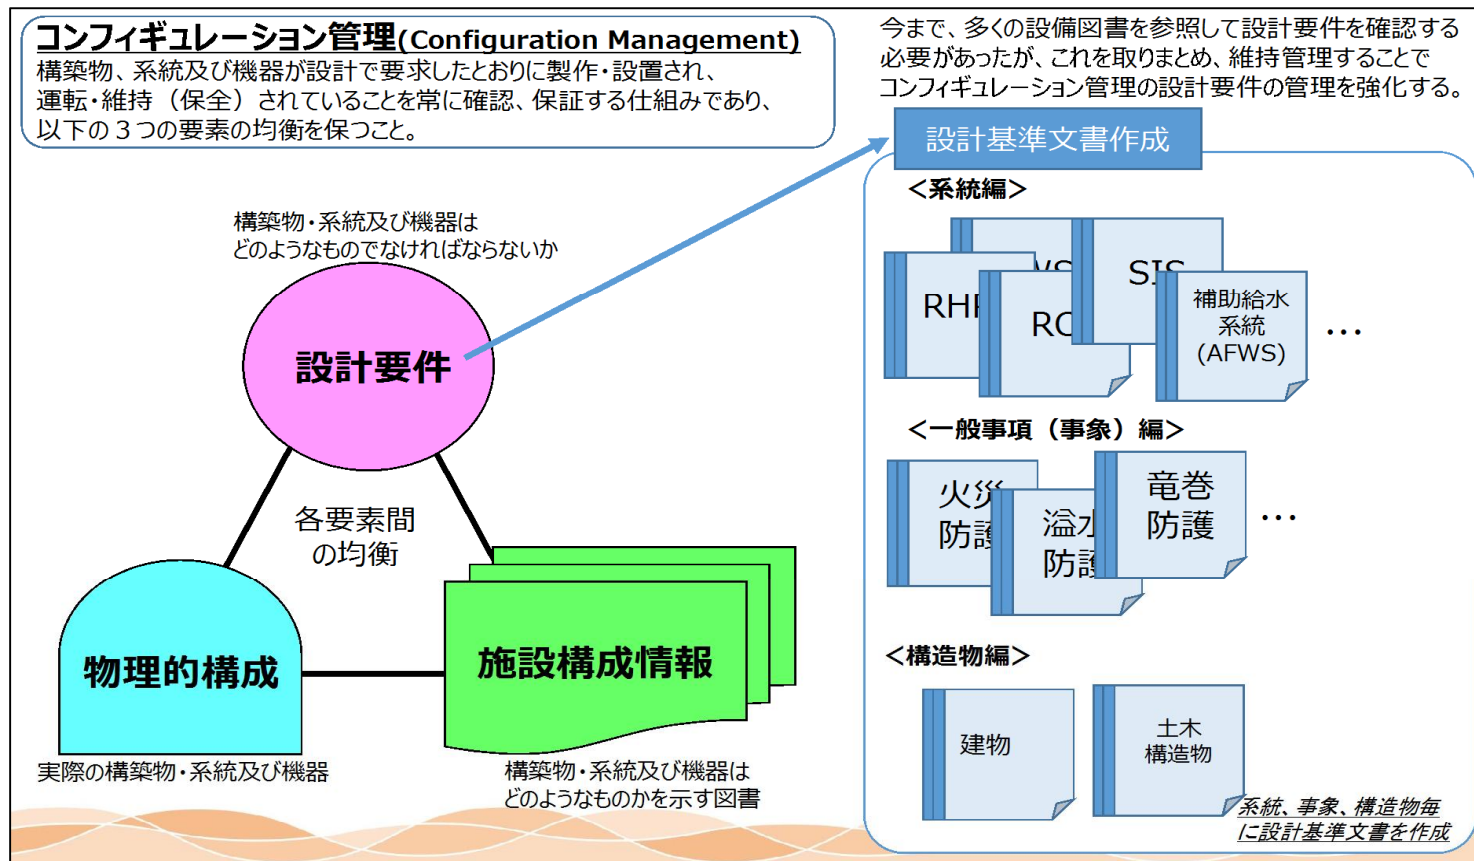 コンフィギュレーション管理(Configuration Management)
構築物、系統及び機器が設計で要求したとおりに製作・設置され、
運転・維持（保全）されていることを常に確認、保証する仕組みであり、
以下の３つの要素の均衡を保つこと。
構築物・系統及び機器は
どのようなものでなければならないか
設計要件
各要素間
の均衡
物理的構成
実際の構築物・系統及び機器
施設構成情報
構築物・系統及び機器は
どのようなものかを示す図書
今まで、多くの設備図書を参照して設計要件を確認する
必要があったが、これを取りまとめ、維持管理することで
コンフィギュレーション管理の設計要件の管理を強化する。
設計基準文書作成
＜系統編＞
SIS
補助給水
系統
(AFWS)
…
＜一般事項（事象）編＞
火災
防護
溢水
防護
竜巻
防護
…
＜構造物編＞
建物
土木
構造物
系統、事象、構造物毎
に設計基準文書を作成